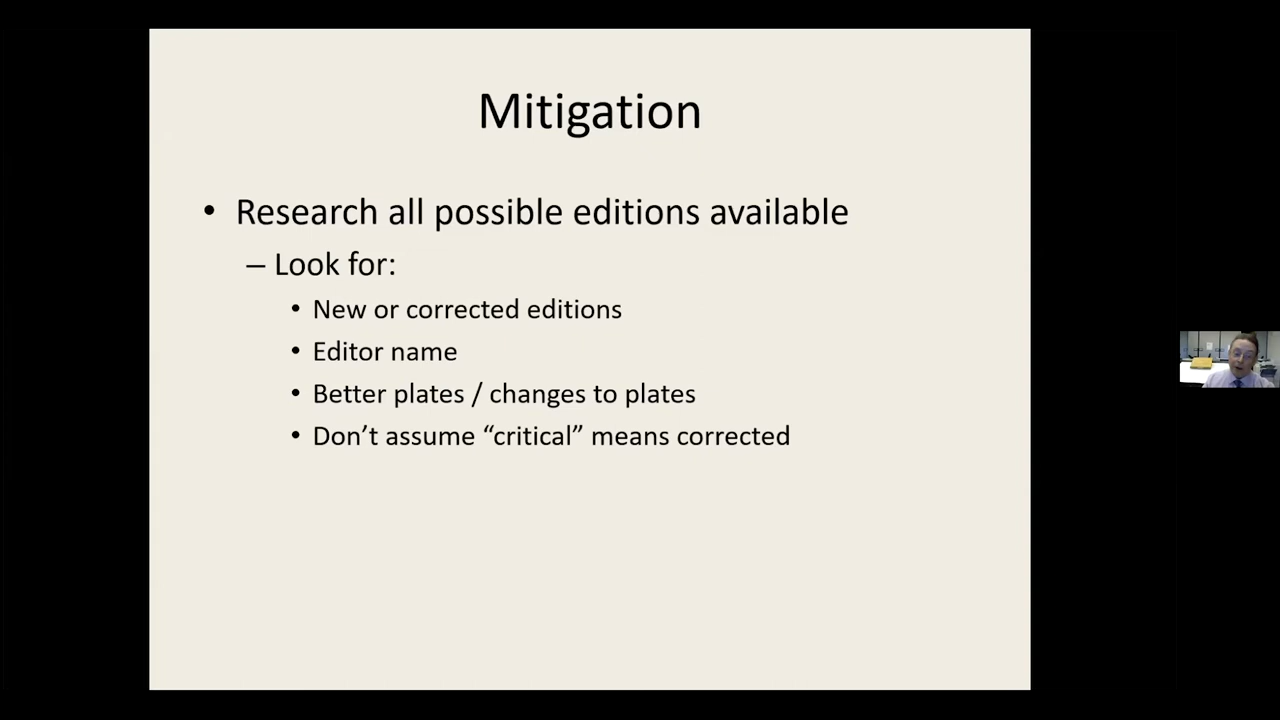 Mitigation
• Research all possible editions available
– Look for:
• New or corrected editions
• Editor name
• Better plates / changes to plates
• Don’t assume “critical” means corrected